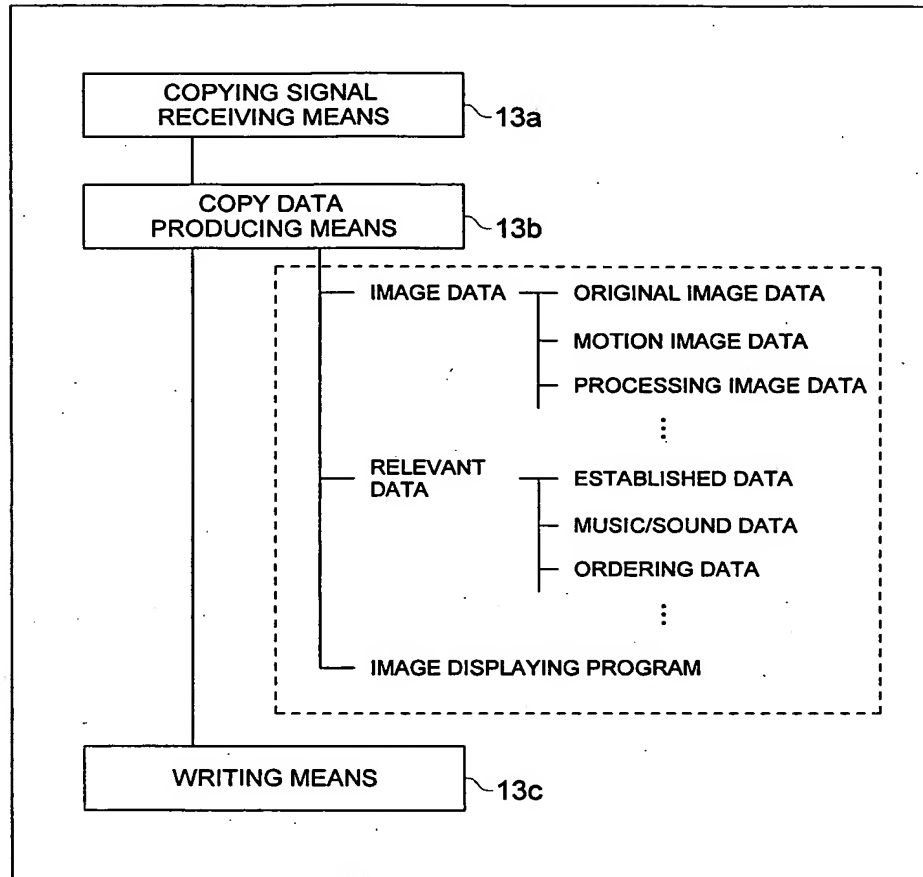 COPYING SIGNAL
RECEIVING MEANS
13a
COPY DATA
PRODUCING MEANS
13b
IMAGE DATA
ORIGINAL IMAGE DATA
MOTION IMAGE DATA
PROCESSING IMAGE DATA
RELEVANT
DATA
ESTABLISHED DATA
MUSIC/SOUND DATA
ORDERING DATA
IMAGE DISPLAYING PROGRAM
WRITING MEANS
13c